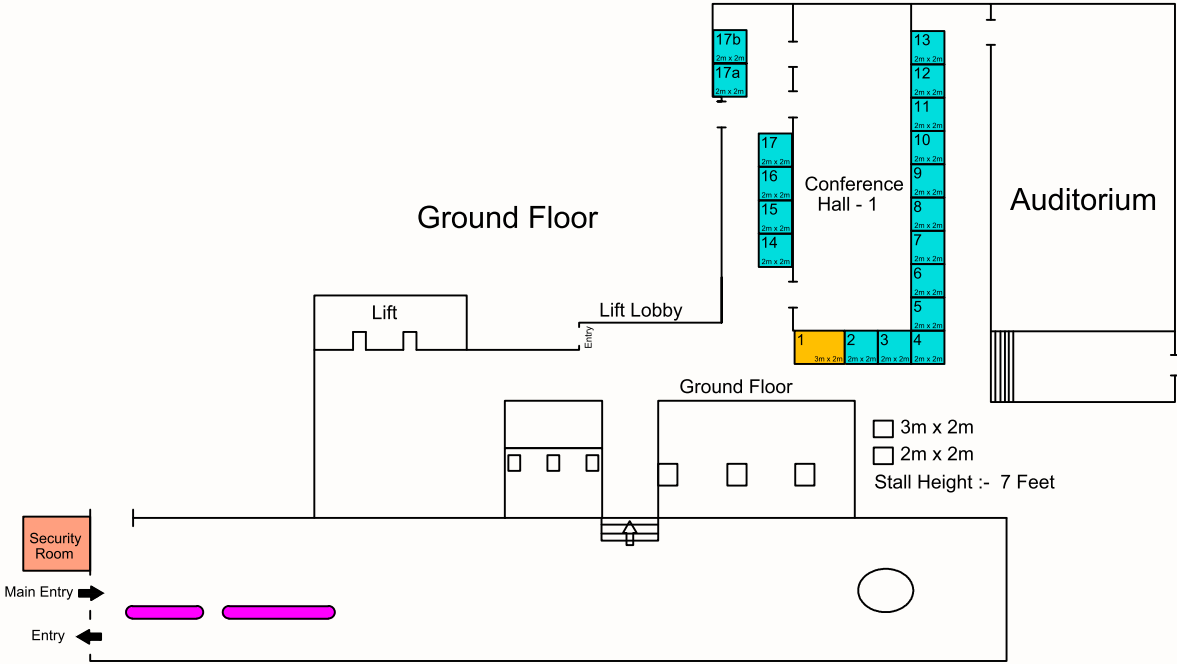 17b
2m x 2m
17a
2m x 2m
13
2m x 2m
12
2m x 2m
11
2m x 2m
10
2m x 2m
9
2m x 2m
8
2m x 2m
7
2m x 2m
6
2m x 2m
5
2m x 2m
17
2m x 2m
16
2m x 2m
15
2m x 2m
14
2m x 2m
Conference
Hall - 1
Auditorium
Ground Floor
Lift
Lift Lobby
Entry
1
3m x 2m
2
2m x 2m
3
2m x 2m
4
2m x 2m
Ground Floor
3m x 2m
2m x 2m
Stall Height :- 7 Feet
Security
Room
Main Entry
Entry